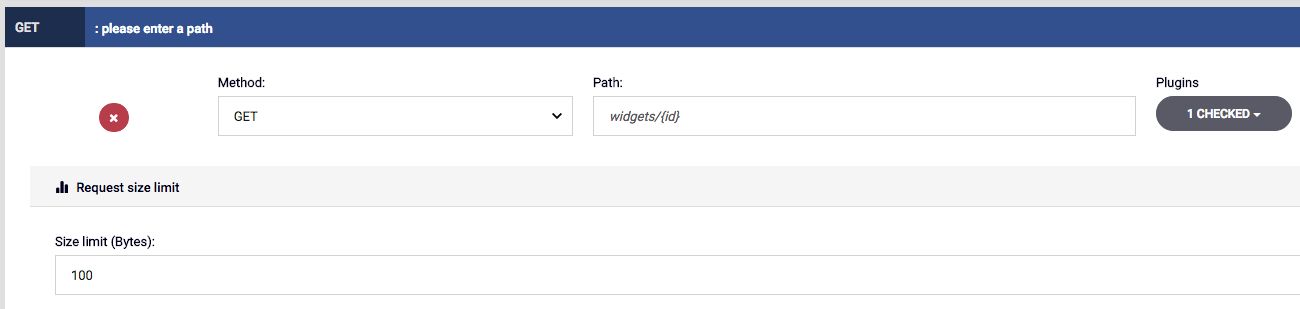 GET : please enter a path
Method: Path: Plugins
GET widgets/{id} 1 CHECKED
Request size limit
Size limit (Bytes):
100